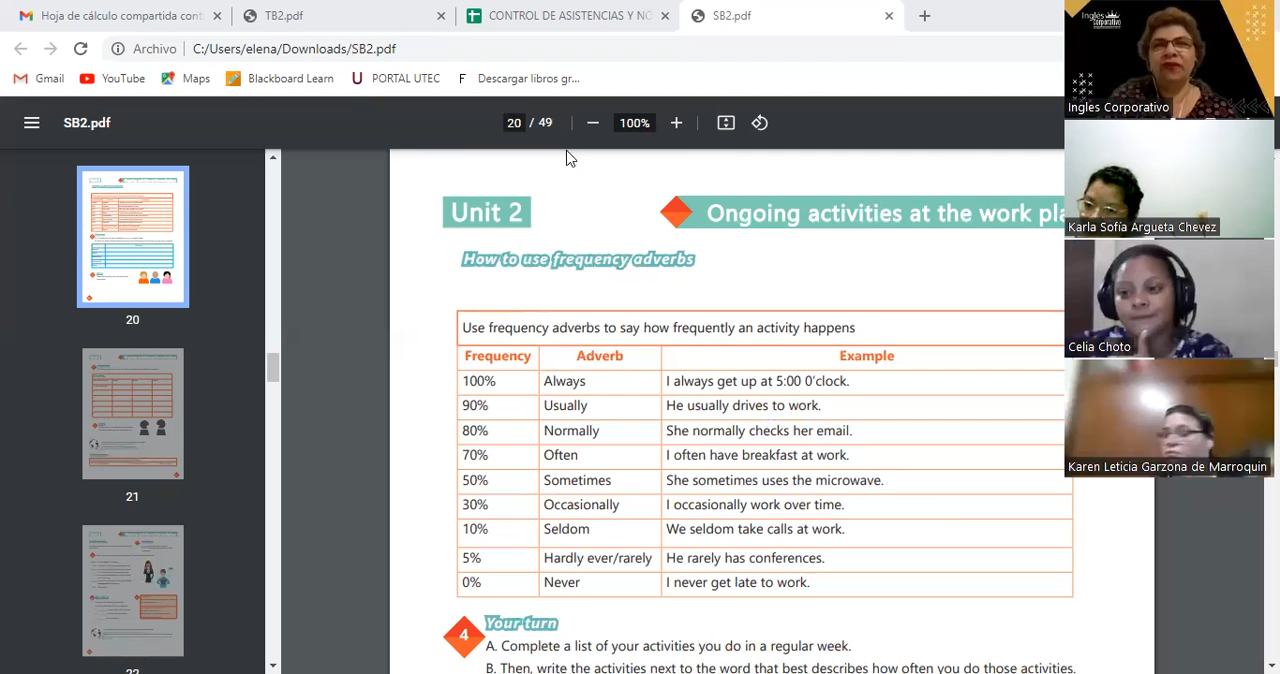 Hoja de cálculo compartida cont
TB2.pdf
CONTROL DE ASISTENCIAS Y NO
SB2.pdf
Archivo
C:/Users/elena/Downloads/SB2.pdf
Gmail
YouTube
Maps
Blackboard Learn
PORTAL UTEC
Descargar libros gr...
SB2.pdf
20 / 49
100%
20
21
22
Unit 2
Ongoing activities at the work pla
How to use frequency adverbs
Use frequency adverbs to say how frequently an activity happens
Frequency Adverb Example
100% Always I always get up at 5:00 0'clock.
90% Usually He usually drives to work.
80% Normally She normally checks her email.
70% Often I often have breakfast at work.
50% Sometimes She sometimes uses the microwave.
30% Occasionally I occasionally work over time.
10% Seldom We seldom take calls at work.
5% Hardly ever/rarely He rarely has conferences.
0% Never I never get late to work.
4
Your turn
A. Complete a list of your activities you do in a regular week.
B. Then, write the activities next to the word that best describes how often you do those activities.
Inglés
corporativo
Ingles Corporativo
Karla Sofía Argueta Chevez
Celia Choto
Karen Leticia Garzona de Marroquin